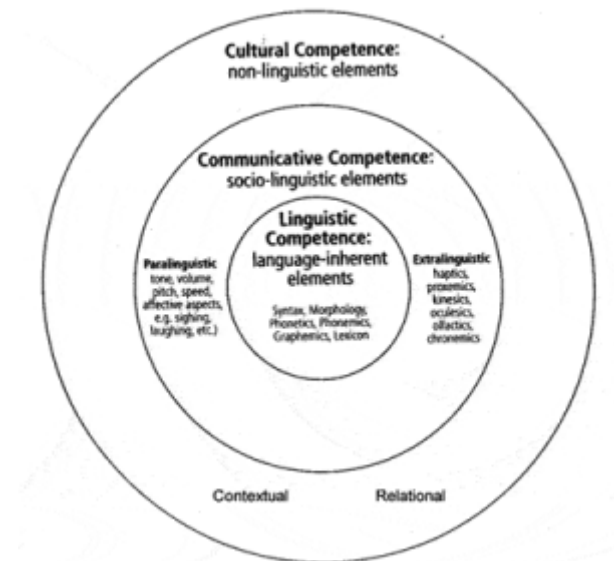 Cultural Competence:
non-linguistic elements
Communicative Competence:
socio-linguistic elements
Linguistic
Competence:
language-inherent
elements
Syntax, Morphology,
Phonetics, Phonemics,
Graphemics, Lexicon
Paralinguistic
tone, volume,
pitch, speed,
affective aspects,
e.g. sighing,
laughing, etc.)
Extralinguistic
haptics,
proxemics,
kinesics,
oculesics,
olfactics,
chronemics
Contextual
Relational